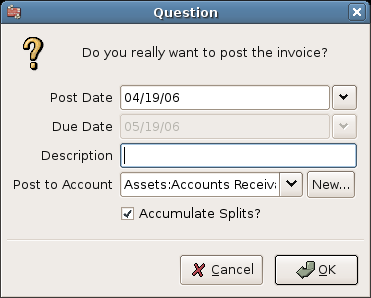 Question
Do you really want to post the invoice?
Post Date 04/19/06
Due Date 05/19/06
Description
Post to Account Assets:Accounts Receiv New...
Accumulate Splits?
Cancel OK